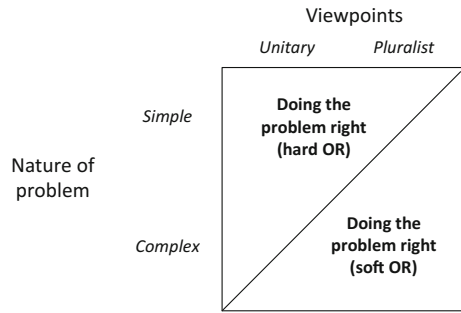 Viewpoints
Unitary Pluralist
Simple
Doing the
problem right
(hard OR)
Nature of
problem
Complex
Doing the
problem right
(soft OR)